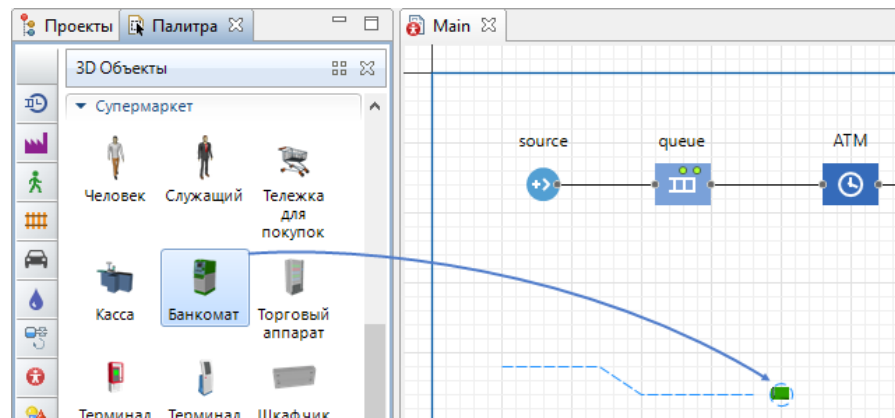 Проекты Палитра Main
3D Объекты
Супермаркет
source queue ATM
Человек Служащий Тележка
для
покупок
Касса Банкомат Торговый
аппарат
Терминал Терминал Шкафчик